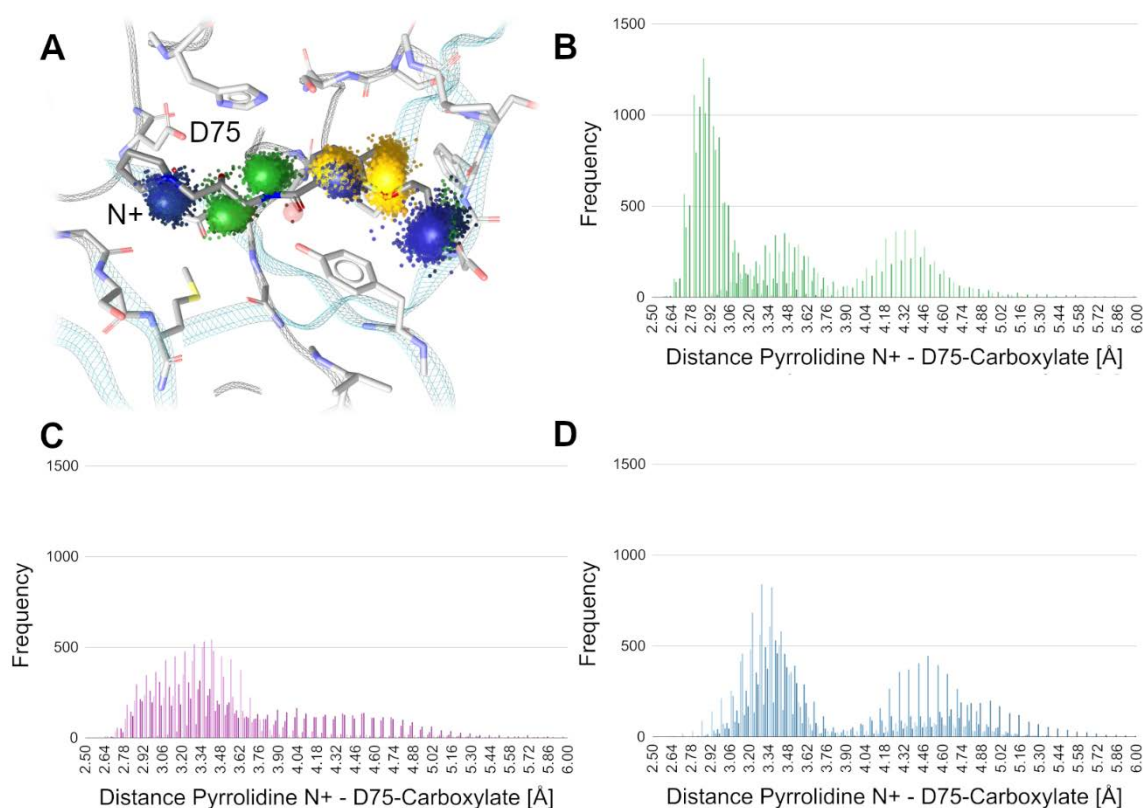 A
D75
N+
B
1500
1000
500
0
Frequency
2.50 2.64 2.78 2.92 3.06 3.20 3.34 3.48 3.62 3.76 3.90 4.04 4.18 4.32 4.46 4.60 4.74 4.88 5.02 5.16 5.30 5.44 5.58 5.72 5.86 6.00
Distance Pyrrolidine N+ - D75-Carboxylate [Å]
C
1500
1000
500
0
Frequency
2.50 2.64 2.78 2.92 3.06 3.20 3.34 3.48 3.62 3.76 3.90 4.04 4.18 4.32 4.46 4.60 4.74 4.88 5.02 5.16 5.30 5.44 5.58 5.72 5.86 6.00
Distance Pyrrolidine N+ - D75-Carboxylate [Å]
D
1500
1000
500
0
Frequency
2.50 2.64 2.78 2.92 3.06 3.20 3.34 3.48 3.62 3.76 3.90 4.04 4.18 4.32 4.46 4.60 4.74 4.88 5.02 5.16 5.30 5.44 5.58 5.72 5.86 6.00
Distance Pyrrolidine N+ - D75-Carboxylate [Å]